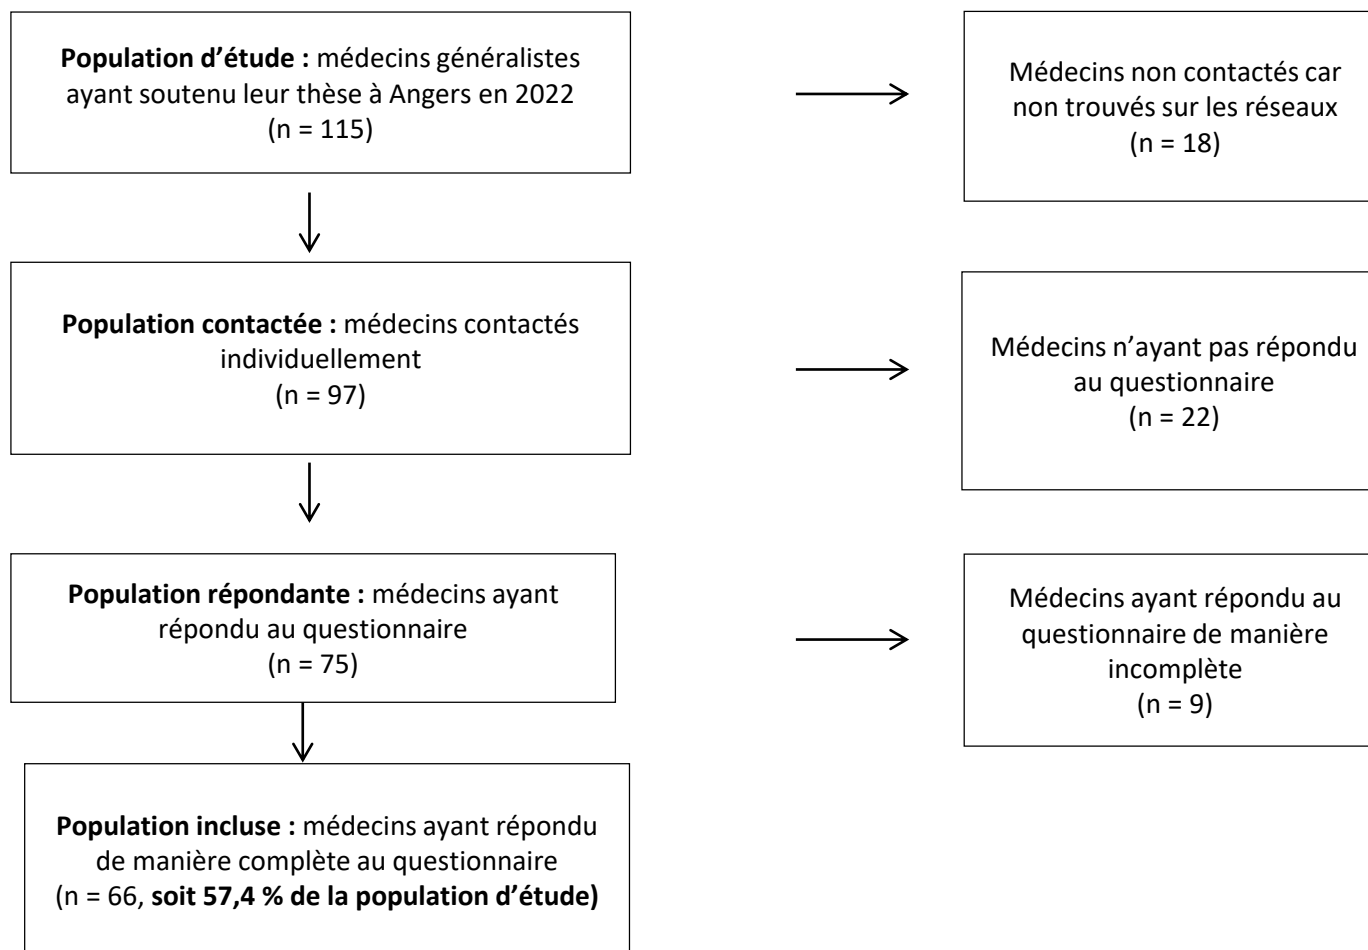 Population d’étude : médecins généralistes
ayant soutenu leur thèse à Angers en 2022
(n = 115)
Médecins non contactés car
non trouvés sur les réseaux
(n = 18)
Population contactée : médecins contactés
individuellement
(n = 97)
Médecins n’ayant pas répondu
au questionnaire
(n = 22)
Population répondante : médecins ayant
répondu au questionnaire
(n = 75)
Médecins ayant répondu au
questionnaire de manière
incomplète
(n = 9)
Population incluse : médecins ayant répondu
de manière complète au questionnaire
(n = 66, soit 57,4 % de la population d’étude)